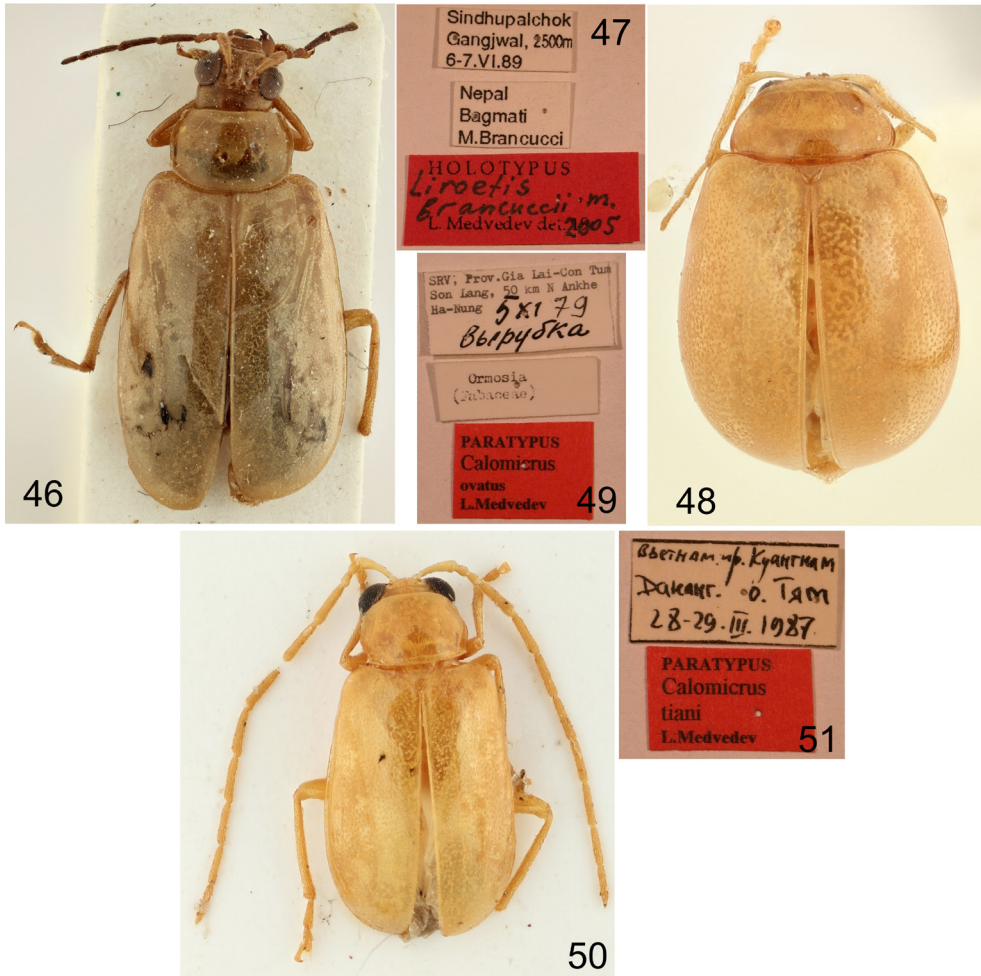 Sindhupalchok
Gangjwal, 2500m
6-7.VI.89
47
Nepal
Bagmati
M.Brancucci
HOLOTYPUS
Liroetis
brancuccii m.
L. Medvedev det. 2005
46
SRV, Prov.Gia Lai-Con Tum
Son Lang, 50 km N Ankhe
Ha-Nung 5 XI 79
Вырубка
Ormosia
(Fabaceae)
PARATYPUS
Calomicrus
ovatus
L.Medvedev
49
48
Вьетнам. пр. Куангнам
Дананг. о. Тям
28-29.III.1987.
PARATYPUS
Calomicrus
tiani
L.Medvedev
51
50